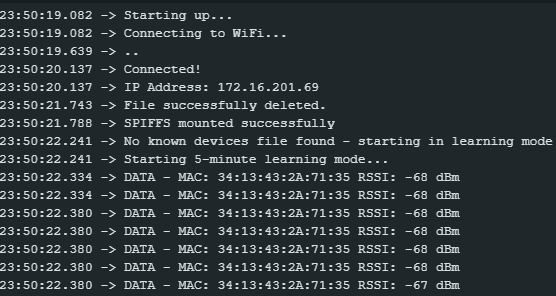 23:50:19.082 -> Starting up...
23:50:19.082 -> Connecting to WiFi...
23:50:19.639 -> ..
23:50:20.137 -> Connected!
23:50:20.137 -> IP Address: 172.16.201.69
23:50:21.743 -> File successfully deleted.
23:50:21.788 -> SPIFFS mounted successfully
23:50:22.241 -> No known devices file found - starting in learning mode
23:50:22.241 -> Starting 5-minute learning mode...
23:50:22.334 -> DATA - MAC: 34:13:43:2A:71:35 RSSI: -68 dBm
23:50:22.334 -> DATA - MAC: 34:13:43:2A:71:35 RSSI: -68 dBm
23:50:22.380 -> DATA - MAC: 34:13:43:2A:71:35 RSSI: -68 dBm
23:50:22.380 -> DATA - MAC: 34:13:43:2A:71:35 RSSI: -68 dBm
23:50:22.380 -> DATA - MAC: 34:13:43:2A:71:35 RSSI: -68 dBm
23:50:22.380 -> DATA - MAC: 34:13:43:2A:71:35 RSSI: -68 dBm
23:50:22.380 -> DATA - MAC: 34:13:43:2A:71:35 RSSI: -67 dBm